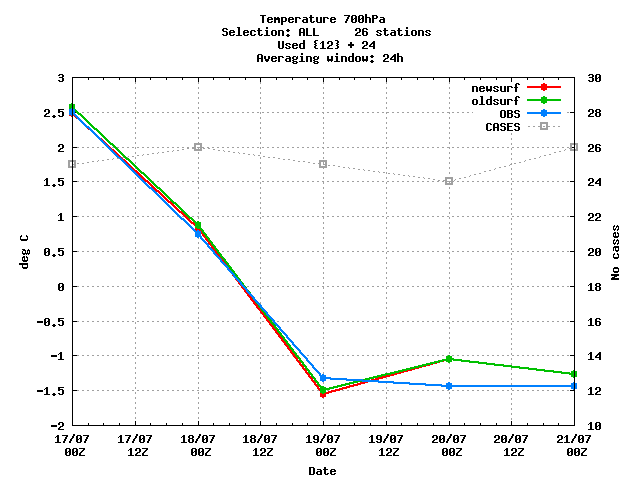 Temperature 700hPa
Selection: ALL 26 stations
Used {12} + 24
Averaging window: 24h
newsurf
oldsurf
OBS
CASES
deg C
3
2.5
2
1.5
1
0.5
0
-0.5
-1
-1.5
-2
30
28
26
24
22
20
18
16
14
12
10
No cases
17/07 17/07 18/07 18/07 19/07 19/07 20/07 20/07 21/07
00Z 12Z 00Z 12Z 00Z 12Z 00Z 12Z 00Z
Date